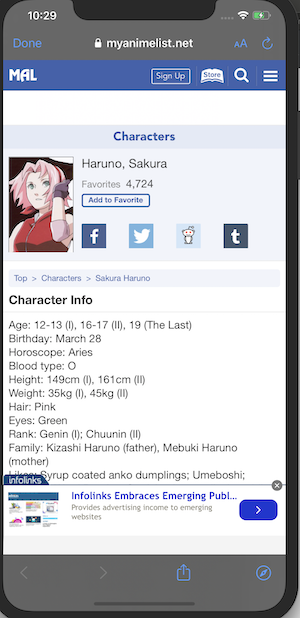 10:29
Done
myanimelist.net
AA
MAL
Sign Up
Store
Characters
Haruno, Sakura
Favorites 4,724
Add to Favorite
Top > Characters > Sakura Haruno
Character Info
Age: 12-13 (I), 16-17 (II), 19 (The Last)
Birthday: March 28
Horoscope: Aries
Blood type: O
Height: 149cm (I), 161cm (II)
Weight: 35kg (I), 45kg (II)
Hair: Pink
Eyes: Green
Rank: Genin (I); Chuunin (II)
Family: Kizashi Haruno (father), Mebuki Haruno
(mother)
Likes: Syrup coated anko dumplings; Umeboshi;
infolinks
Infolinks Embraces Emerging Publ...
Provides advertising income to emerging
websites